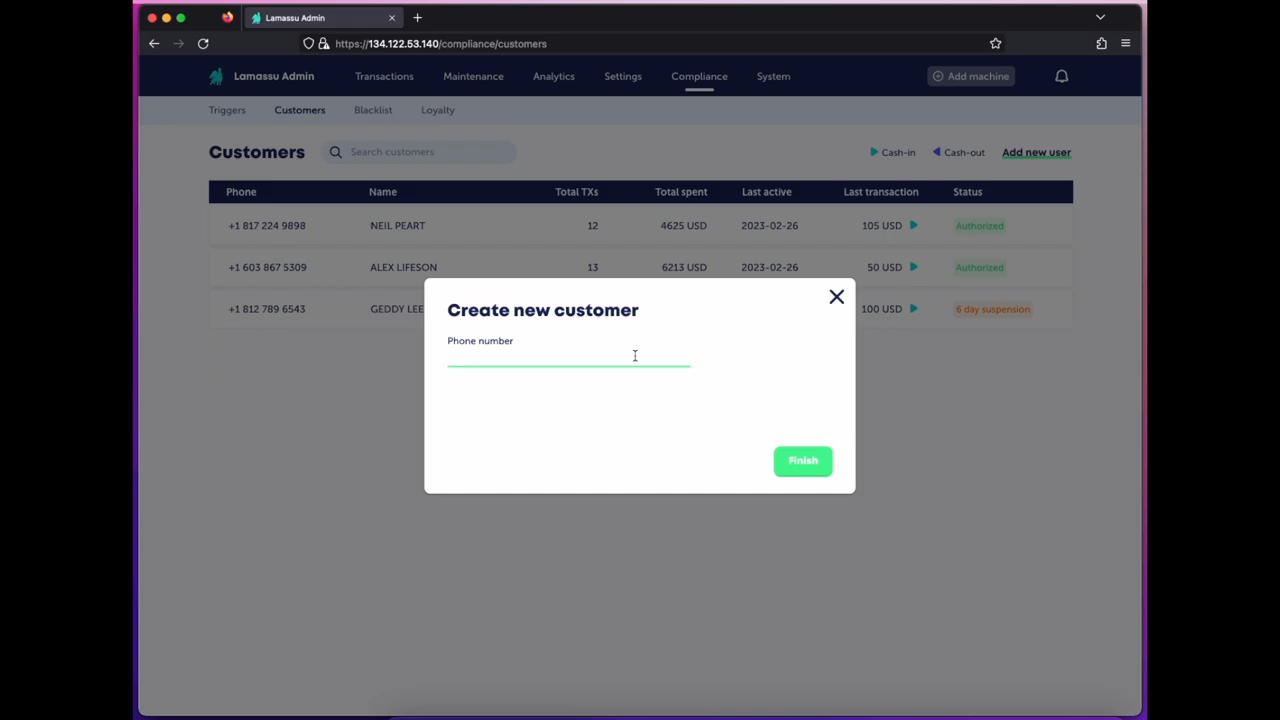 Lamassu Admin
https://134.122.53.140/compliance/customers
Lamassu Admin Transactions Maintenance Analytics Settings Compliance System Add machine
Triggers Customers Blacklist Loyalty
Customers Search customers Cash-in Cash-out Add new user
Phone Name Total TXs Total spent Last active Last transaction Status
+1 817 224 9898 NEIL PEART 12 4625 USD 2023-02-26 105 USD Authorized
+1 603 867 5309 ALEX LIFESON 13 6213 USD 2023-02-26 50 USD Authorized
+1 812 789 6543 GEDDY LEE 100 USD 6 day suspension
Create new customer
Phone number
Finish